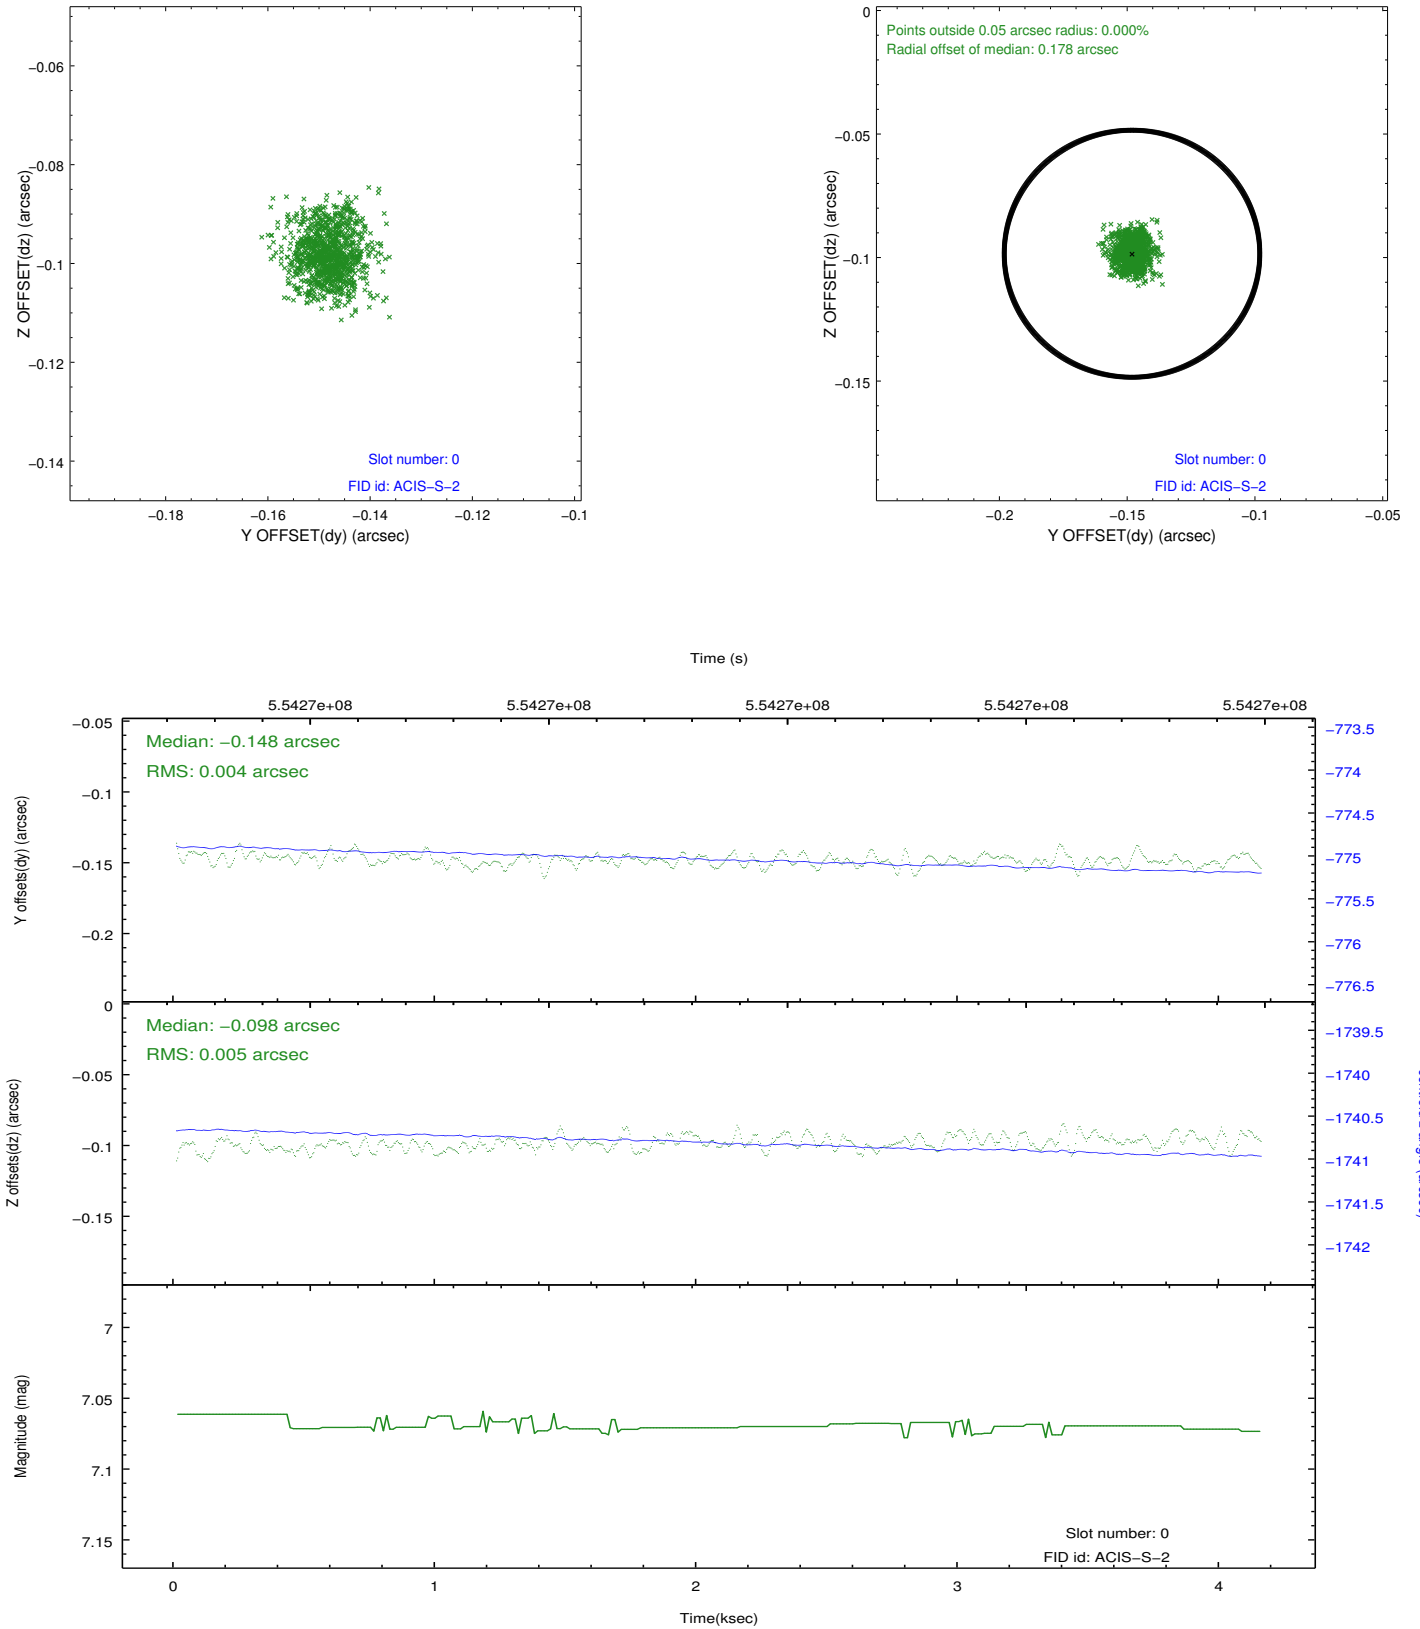 −0.06
−0.08
−0.1
−0.12
−0.14
Z OFFSET(dz) (arcsec)
Slot number: 0
FID id: ACIS−S−2
−0.18
−0.16
−0.14
−0.12
−0.1
Y OFFSET(dy) (arcsec)
Points outside 0.05 arcsec radius: 0.000%
Radial offset of median: 0.178 arcsec
0
−0.05
−0.1
−0.15
Z OFFSET(dz) (arcsec)
Slot number: 0
FID id: ACIS−S−2
−0.2
−0.15
−0.1
−0.05
Y OFFSET(dy) (arcsec)
Time (s)
5.5427e+08
5.5427e+08
5.5427e+08
5.5427e+08
5.5427e+08
Median: −0.148 arcsec
RMS: 0.004 arcsec
−0.05
−0.1
−0.15
−0.2
Y offsets(dy) (arcsec)
−773.5
−774
−774.5
−775
−775.5
−776
−776.5
Median: −0.098 arcsec
RMS: 0.005 arcsec
0
−0.05
−0.1
−0.15
Z offsets(dz) (arcsec)
−1739.5
−1740
−1740.5
−1741
−1741.5
−1742
7
7.05
7.1
7.15
Magnitude (mag)
Slot number: 0
FID id: ACIS−S−2
0
1
2
3
4
Time(ksec)